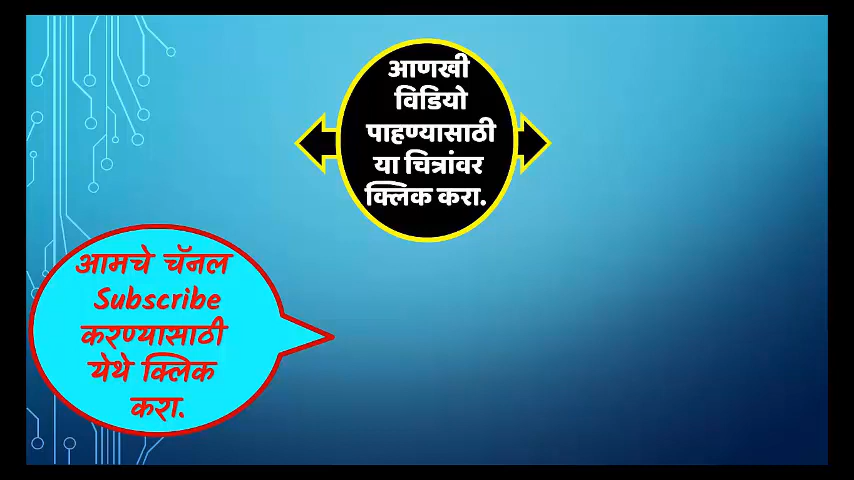 आणखी
विडियो
पाहण्यासाठी
या चित्रांवर
क्लिक करा.
आमचे चॅनल
Subscribe
करण्यासाठी
येथे क्लिक
करा.